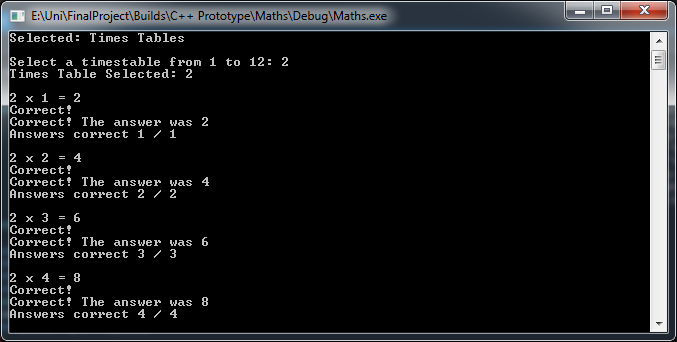 E:\Uni\FinalProject\Builds\C++ Prototype\Maths\Debug\Maths.exe
Selected: Times Tables
Select a timestable from 1 to 12: 2
Times Table Selected: 2
2 x 1 = 2
Correct!
Correct! The answer was 2
Answers correct 1 / 1
2 x 2 = 4
Correct!
Correct! The answer was 4
Answers correct 2 / 2
2 x 3 = 6
Correct!
Correct! The answer was 6
Answers correct 3 / 3
2 x 4 = 8
Correct!
Correct! The answer was 8
Answers correct 4 / 4